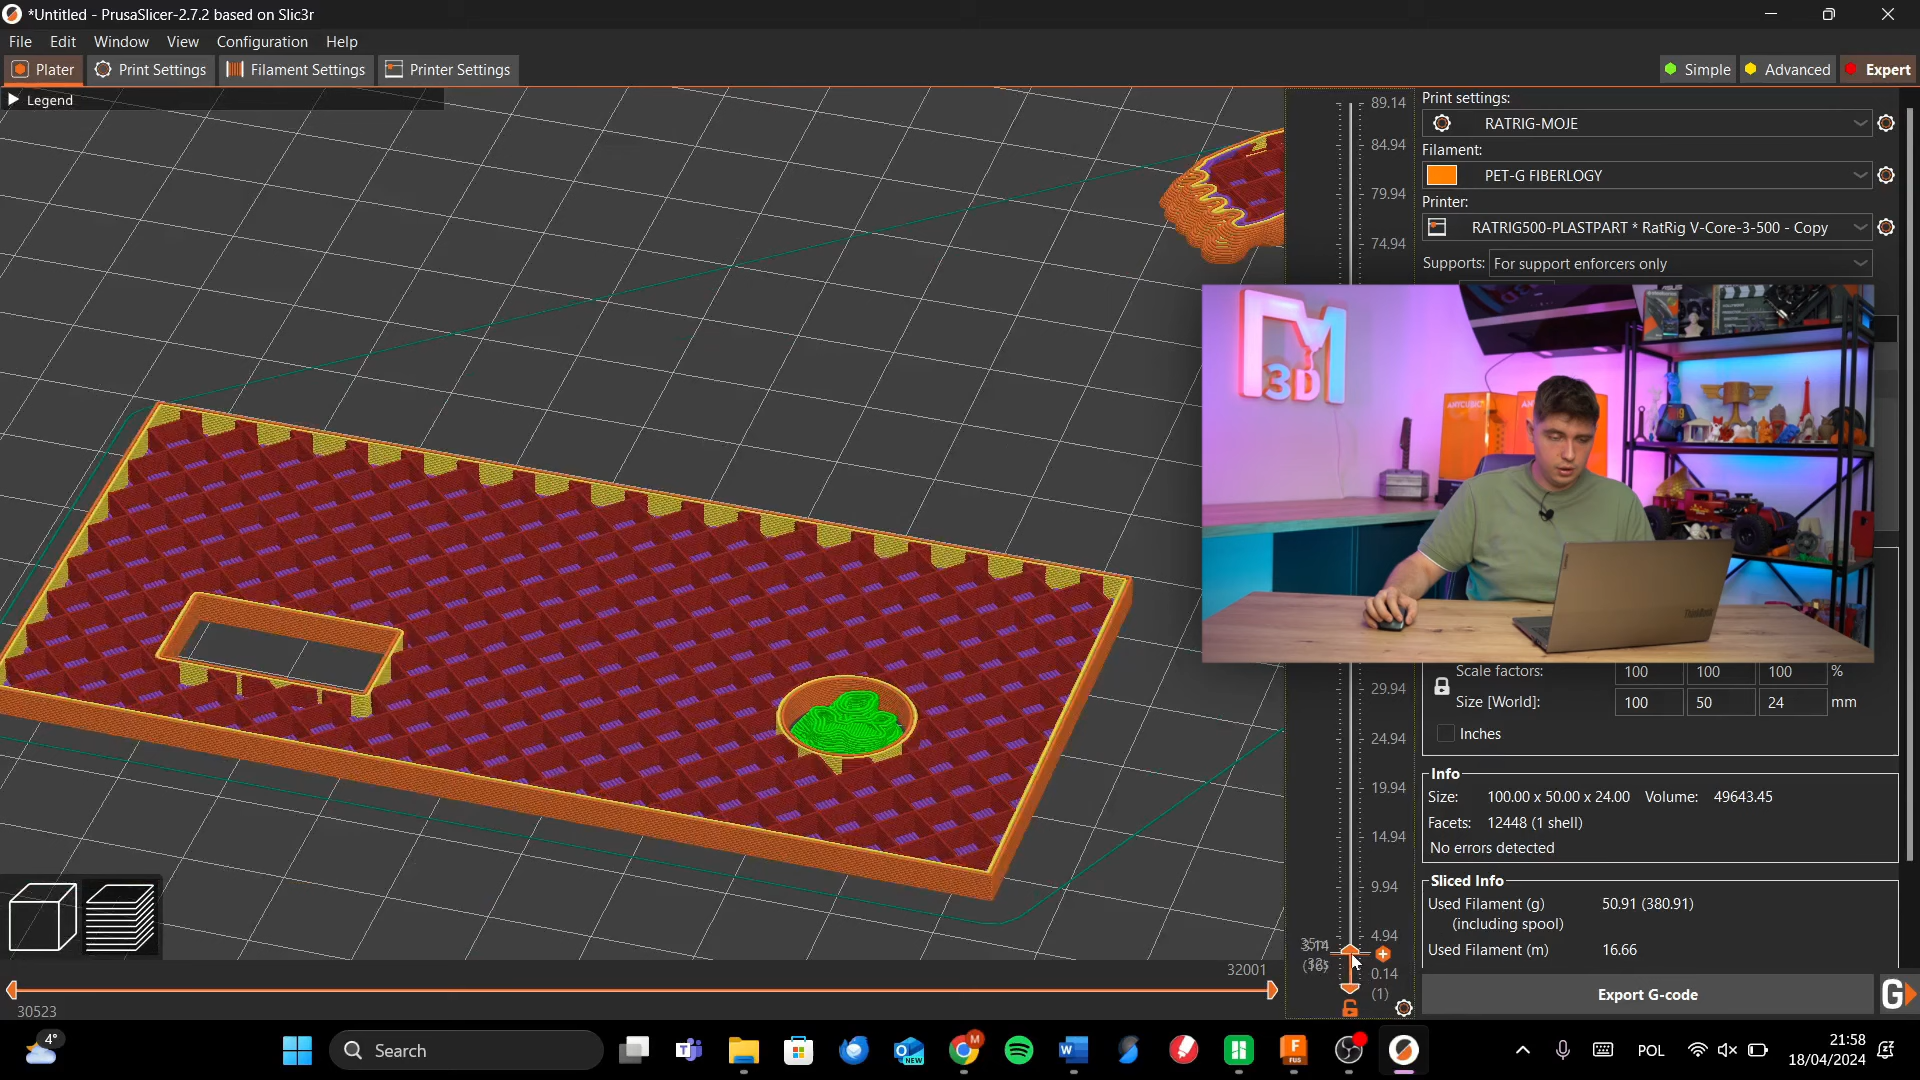 *Untitled - PrusaSlicer-2.7.2 based on Slic3r
File Edit Window View Configuration Help
Plater Print Settings Filament Settings Printer Settings Simple Advanced Expert
Legend
89.14
84.94
79.94
74.94
29.94
24.94
19.94
14.94
9.94
4.94
3.14
(16)
0.14
(1)
32001
30523
Print settings:
RATRIG-MOJE
Filament:
PET-G FIBERLOGY
Printer:
RATRIG500-PLASTPART * RatRig V-Core-3-500 - Copy
Supports: For support enforcers only
3D
Scale factors: 100 100 100 %
Size [World]: 100 50 24 mm
Inches
Info
Size: 100.00 x 50.00 x 24.00 Volume: 49643.45
Facets: 12448 (1 shell)
No errors detected
Sliced Info
Used Filament (g) 50.91 (380.91)
(including spool)
Used Filament (m) 16.66
Export G-code
G
4°
Search
NEW
M
FUS
POL
21:58
18/04/2024